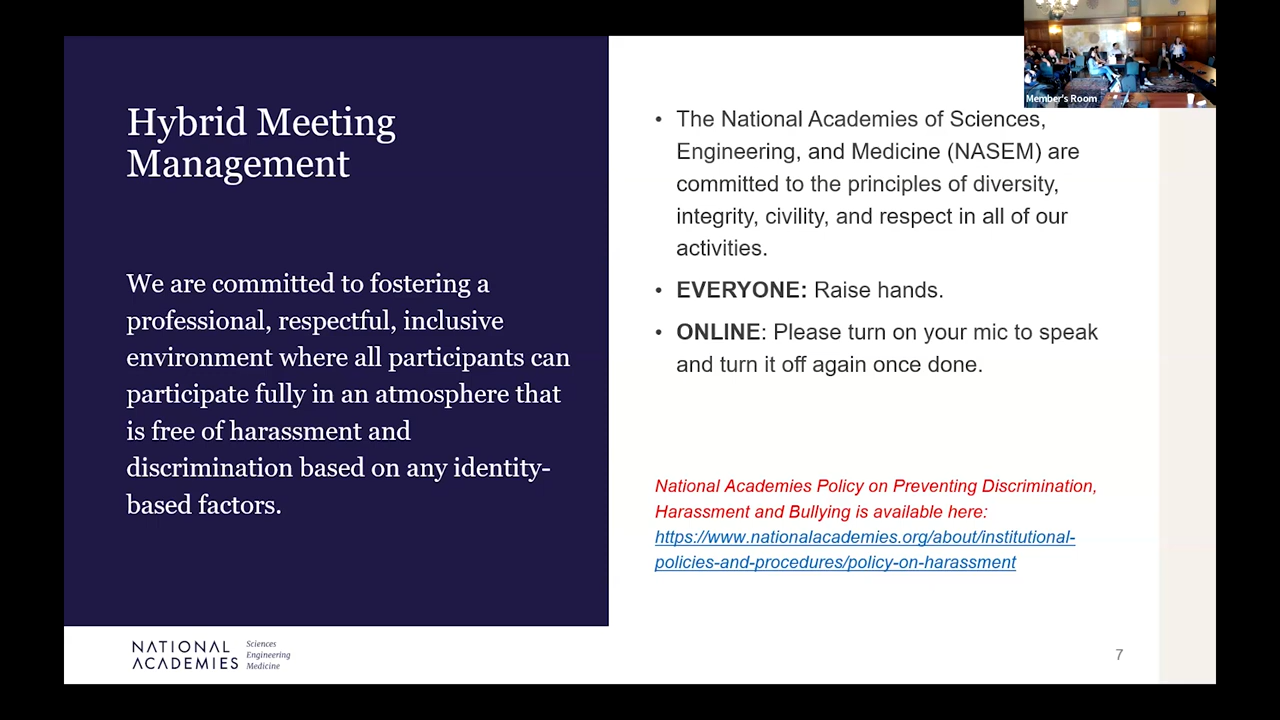 Hybrid Meeting
Management
We are committed to fostering a
professional, respectful, inclusive
environment where all participants can
participate fully in an atmosphere that
is free of harassment and
discrimination based on any identity-
based factors.
Member's Room
• The National Academies of Sciences,
Engineering, and Medicine (NASEM) are
committed to the principles of diversity,
integrity, civility, and respect in all of our
activities.
• EVERYONE: Raise hands.
• ONLINE: Please turn on your mic to speak
and turn it off again once done.
National Academies Policy on Preventing Discrimination,
Harassment and Bullying is available here:
https://www.nationalacademies.org/about/institutional-
policies-and-procedures/policy-on-harassment
NATIONAL
ACADEMIES
Sciences
Engineering
Medicine
7